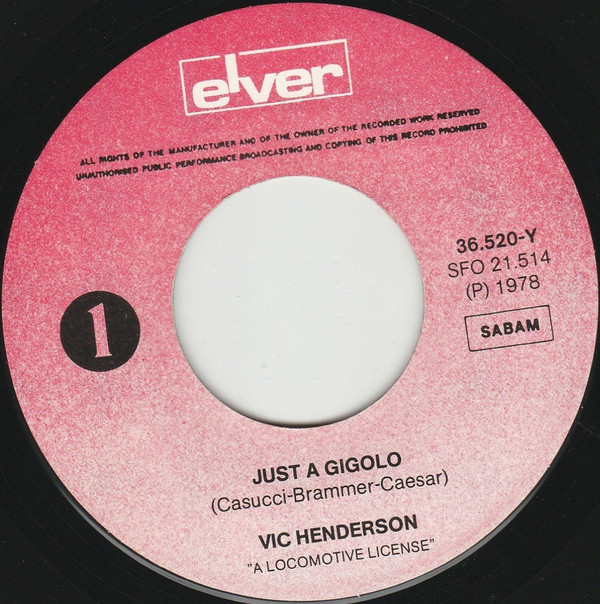 elver
ALL RIGHTS OF THE MANUFACTURER AND OF THE OWNER OF THE RECORDED WORK RESERVED
UNAUTHORISED PUBLIC PERFORMANCE BROADCASTING AND COPYING OF THIS RECORD PROHIBITED
36.520-Y
SFO 21.514
(P) 1978
SABAM
1
JUST A GIGOLO
(Casucci-Brammer-Caesar)
VIC HENDERSON
"A LOCOMOTIVE LICENSE"